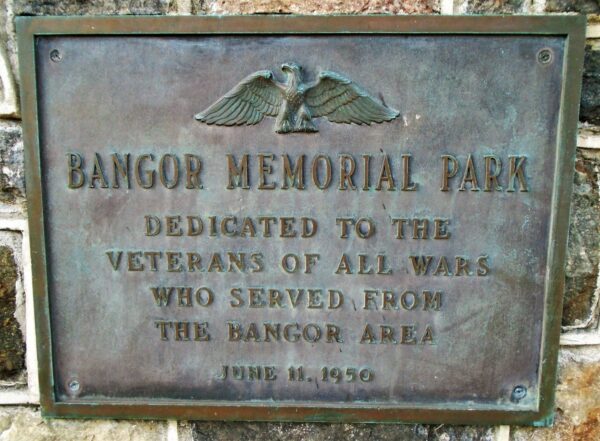 BANGOR MEMORIAL PARK
DEDICATED TO THE
VETERANS OF ALL WARS
WHO SERVED FROM
THE BANGOR AREA
JUNE 11, 1950